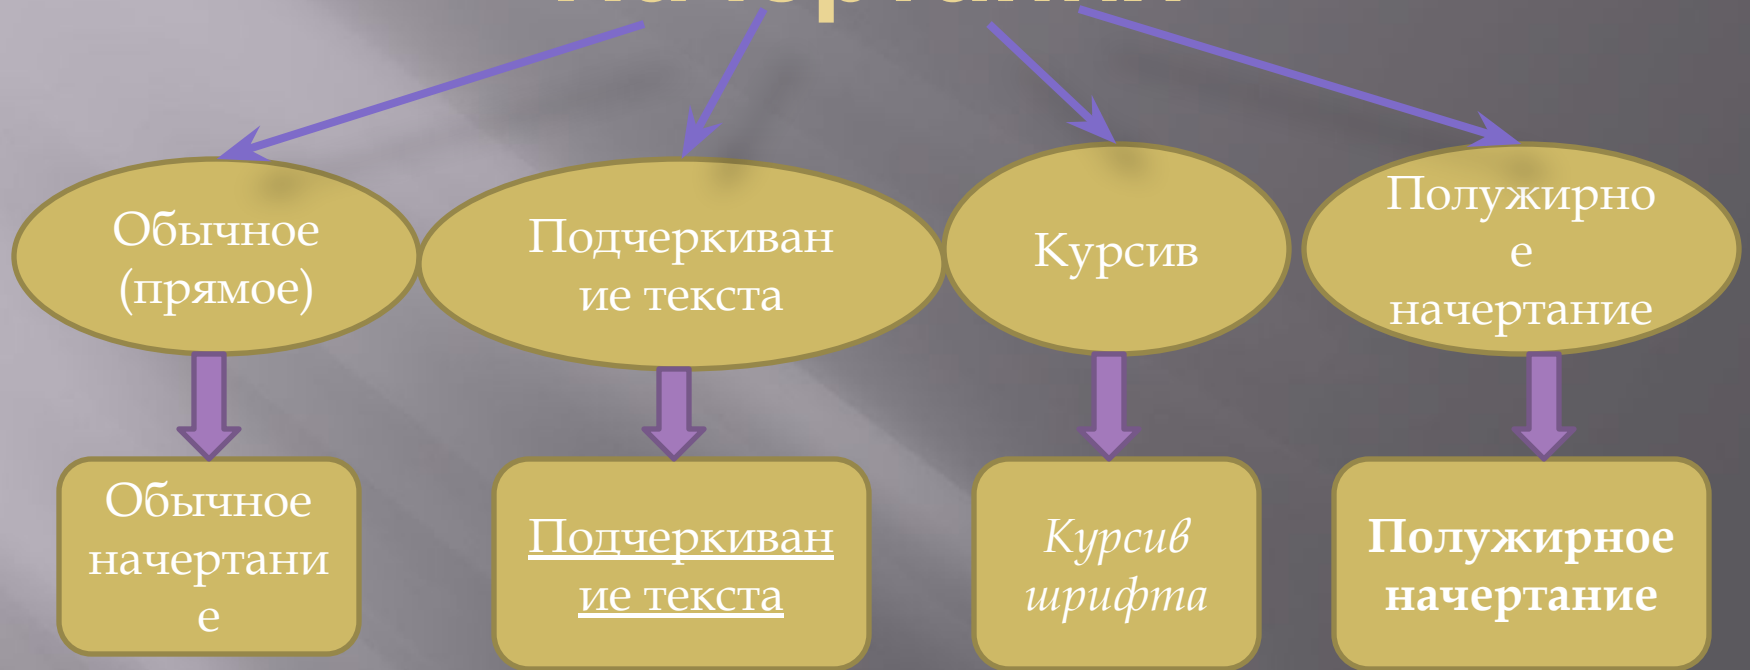 Обычное
(прямое)
Подчеркиван
ие текста
Курсив
Полужирно
е
начертание
Обычное
начертани
е
Подчеркиван
ие текста
Курсив
шрифта
Полужирное
начертание